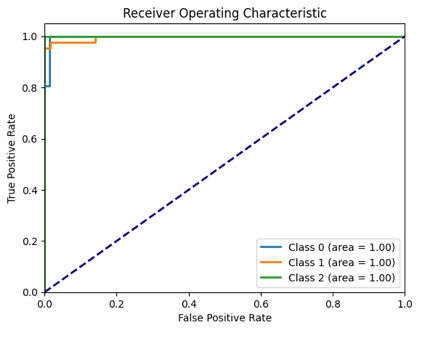 Receiver Operating Characteristic
1.0
0.8
0.6
0.4
0.2
0.0
True Positive Rate
Class 0 (area = 1.00)
Class 1 (area = 1.00)
Class 2 (area = 1.00)
0.0 0.2 0.4 0.6 0.8 1.0
False Positive Rate